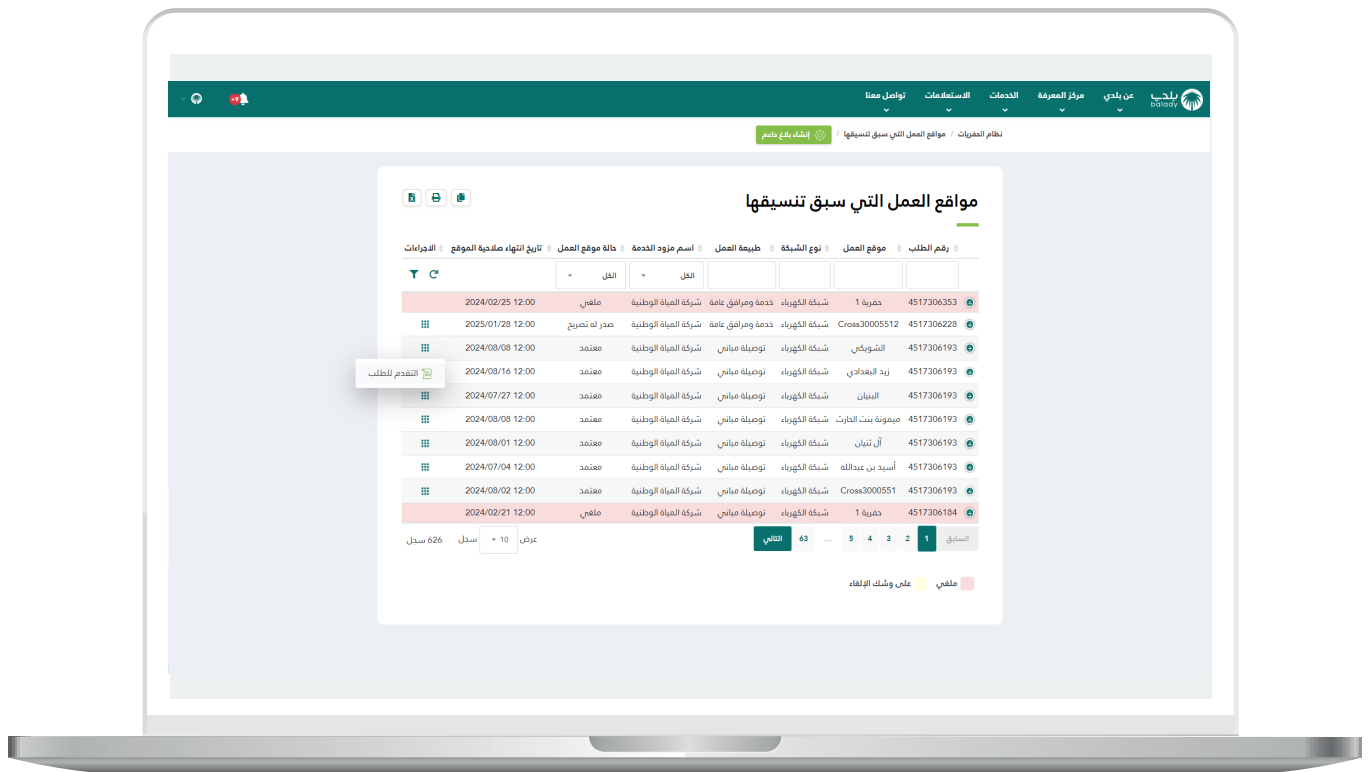 بلدي balady عن بلدي مركز المعرفة الخدمات الاستعلامات تواصل معنا +9
نظام الحفريات / مواقع العمل التي سبق تنسيقها / إنشاء بلاغ داعم
مواقع العمل التي سبق تنسيقها
رقم الطلب موقع العمل نوع الشبكة طبيعة العمل اسم مزود الخدمة حالة موقع العمل تاريخ انتهاء صلاحية الموقع الاجراءات
الكل الكل
4517306353 حفرية 1 شبكة الكهرباء خدمة ومرافق عامة شركة المياة الوطنية ملغي 2024/02/25 12:00
4517306228 Cross30005512 شبكة الكهرباء خدمة ومرافق عامة شركة المياة الوطنية صدر له تصريح 2025/01/28 12:00
4517306193 الشويكي شبكة الكهرباء توصيلة مباني شركة المياة الوطنية معتمد 2024/08/08 12:00
4517306193 زيد البغدادي شبكة الكهرباء توصيلة مباني شركة المياة الوطنية معتمد 2024/08/16 12:00
التقدم للطلب
4517306193 البنيان شبكة الكهرباء توصيلة مباني شركة المياة الوطنية معتمد 2024/07/27 12:00
4517306193 ميمونة بنت الحارث شبكة الكهرباء توصيلة مباني شركة المياة الوطنية معتمد 2024/08/08 12:00
4517306193 آل ثنيان شبكة الكهرباء توصيلة مباني شركة المياة الوطنية معتمد 2024/08/01 12:00
4517306193 أسيد بن عبدالله شبكة الكهرباء توصيلة مباني شركة المياة الوطنية معتمد 2024/07/04 12:00
4517306193 Cross3000551 شبكة الكهرباء توصيلة مباني شركة المياة الوطنية معتمد 2024/08/02 12:00
4517306184 حفرية 1 شبكة الكهرباء توصيلة مباني شركة المياة الوطنية ملغي 2024/02/21 12:00
السابق 1 2 3 4 5 ... 63 التالي عرض 10 سجل 626 سجل
ملغي على وشك الإلغاء